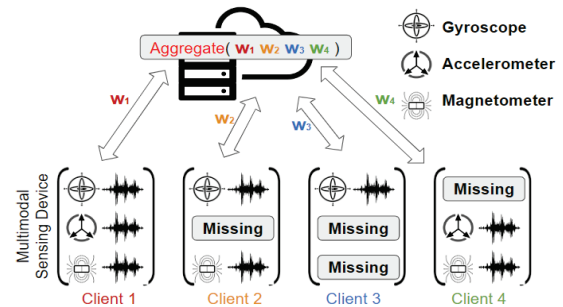 Aggregate( w₁ w₂ w₃ w₄ )
Gyroscope
Accelerometer
Magnetometer
w₁
w₂
w₃
w₄
Multimodal
Sensing Device
Missing
Missing
Missing
Missing
Client 1
Client 2
Client 3
Client 4